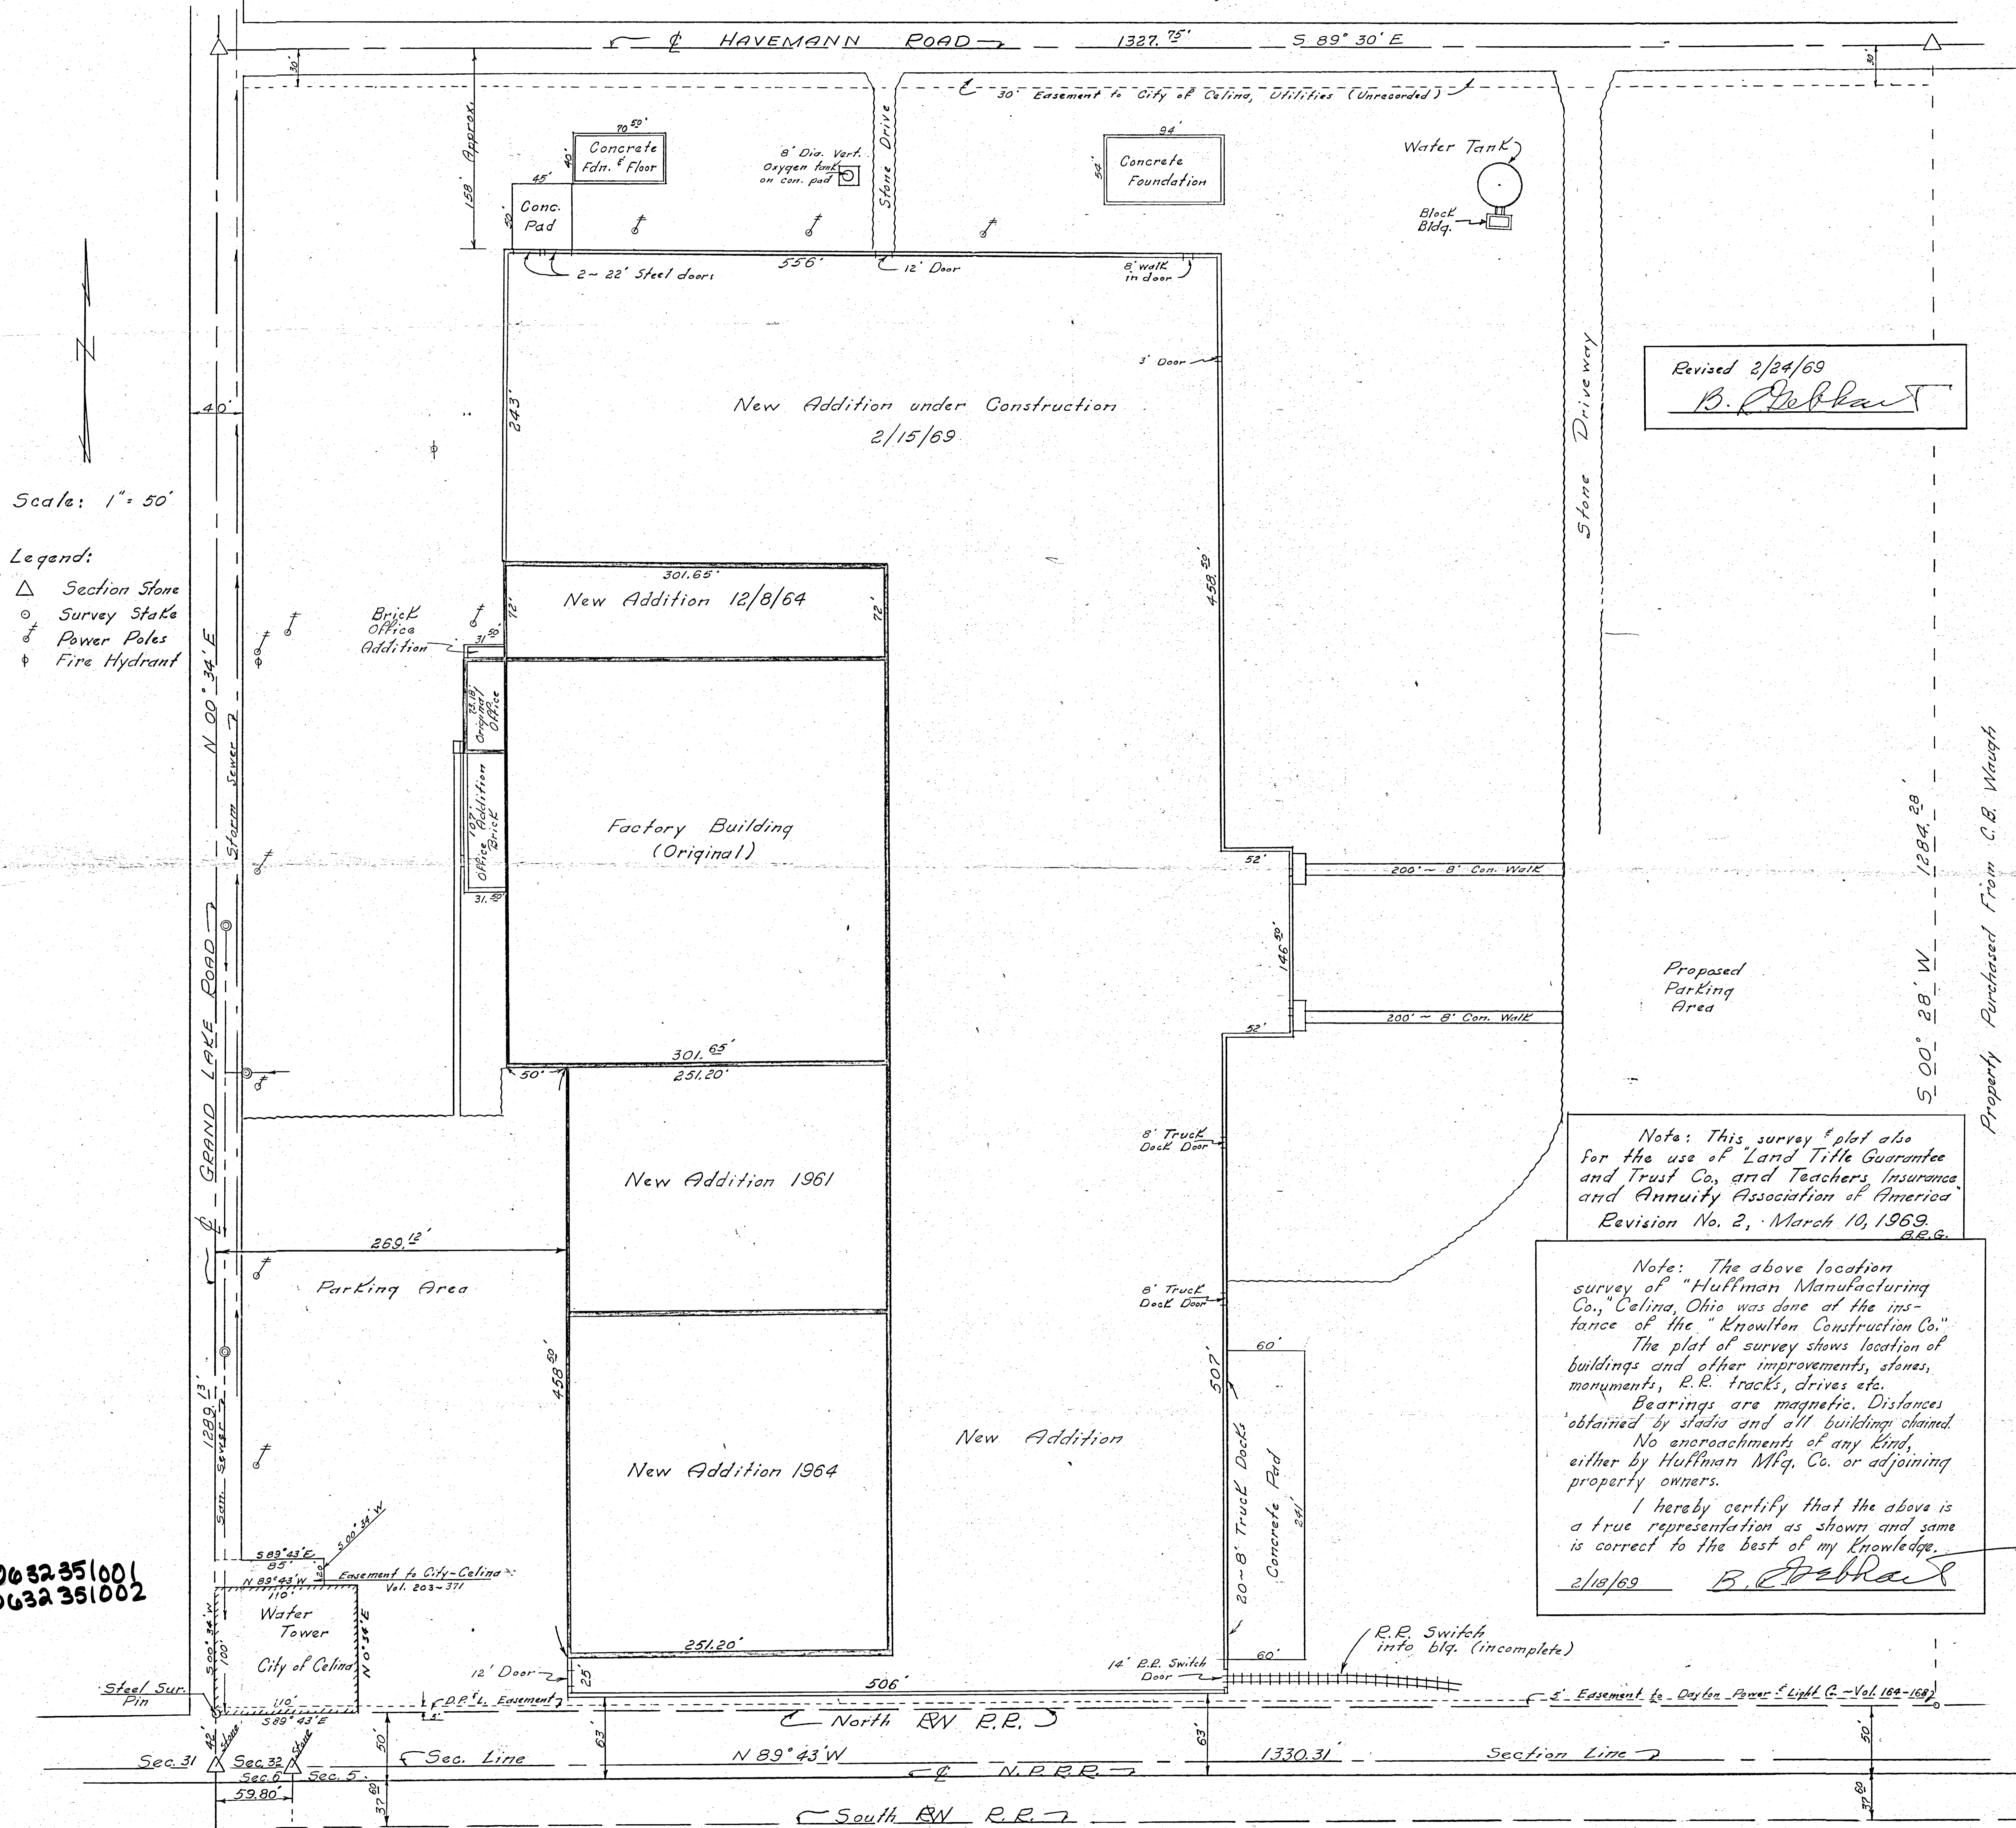 ℄ HAVEMANN ROAD
1327.75'
S 89° 30' E
30'
30'
30' Easement to City of Celina, Utilities (Unrecorded)
158' Approx.
70 50'
40'
Concrete
Fdn. & Floor
45'
50'
Conc.
Pad
8' Dia. Vert.
Oxygen tank
on con. pad
Stone Drive
94'
54'
Concrete
Foundation
Water Tank
Block
Bldg.
2~22' Steel doors
556'
12' Door
8' walk
in door
3' Door
243'
New Addition under Construction
2/15/69
40'
Stone Driveway
Revised 2/24/69
B. R. Gebhart
Scale: 1" = 50'
Legend:
Section Stone
Survey Stake
Power Poles
Fire Hydrant
N 00° 34' E
Storm Sewer
458.50'
301.65'
New Addition 12/8/64
72'
72'
Brick
Office
Addition
31 50'
73.18'
Original
Office
107'
Office Addition
Brick
31.50'
Factory Building
(Original)
52'
200' ~ 8' Con. Walk
146 50'
200' ~ 8' Con. Walk
52'
Proposed
Parking
Area
S 00° 28' W 1284.28'
Property Purchased From C.B. Waugh
℄ GRAND LAKE ROAD
301.65'
50'
251.20'
8' Truck
Dock Door
New Addition 1961
269.12'
Parking Area
8' Truck
Dock Door
Note: This survey & plat also
for the use of "Land Title Guarantee
and Trust Co., and Teachers Insurance
and Annuity Association of America"
Revision No. 2, March 10, 1969.
B.R.G.
Note: The above location
survey of "Huffman Manufacturing
Co.," Celina, Ohio was done at the ins-
tance of the "Knowlton Construction Co."
The plat of survey shows location of
buildings and other improvements, stones,
monuments, R.R. tracks, drives etc.
Bearings are magnetic. Distances
obtained by stadia and all buildings chained.
No encroachments of any kind,
either by Huffman Mfg. Co. or adjoining
property owners.
I hereby certify that the above is
a true representation as shown and same
is correct to the best of my knowledge.
2/18/69 B. R. Gebhart
1289.13'
San. Sewer
458 50'
507'
60'
20~8' Truck Docks
Concrete Pad
241'
60'
New Addition
New Addition 1964
251.20'
S 00° 34' W
S 89° 43' E
85'
20'
Easement to City-Celina
Vol. 203~371
N 89° 43' W
110'
0632351001
0632351002
Water
Tower
City of Celina
S 00° 34' W
100'
N 0° 34' E
110'
S 89° 43' E
Steel Sur.
Pin
12' Door
25'
506'
14' R.R. Switch
Door
R.R. Switch
into blg. (incomplete)
D.P. & L. Easement
5'
5' Easement to Dayton Power & Light Co. ~ Vol. 164-168
North R/W R.R.
42'
Stone
Stone
50'
63'
63'
50'
Sec. 31
Sec. 32
Sec. 6
Sec. 5
Sec. Line
N 89° 43' W
1330.31'
Section Line
℄ N.P.R.R.
59.80'
37 60'
37 60'
South R/W R.R.